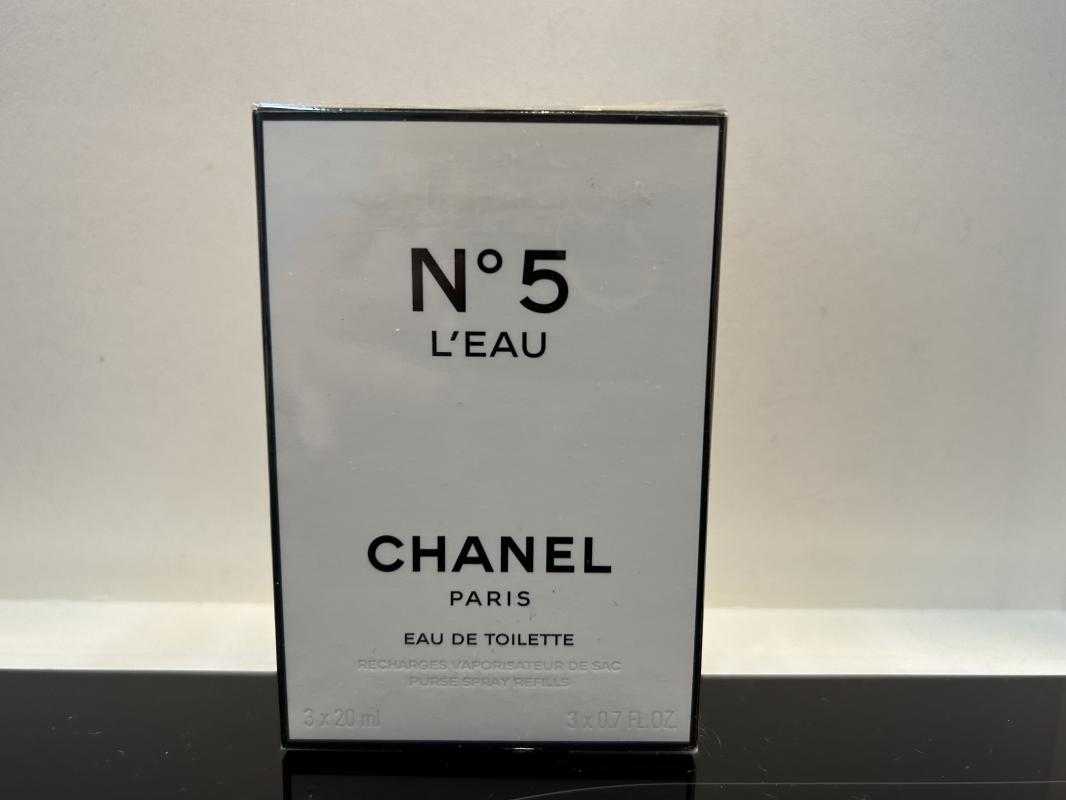 N° 5
L'EAU
CHANEL
PARIS
EAU DE TOILETTE
RECHARGES VAPORISATEUR DE SAC
PURSE SPRAY REFILLS
3 x 20 ml 3 x 0.7 FL.OZ.